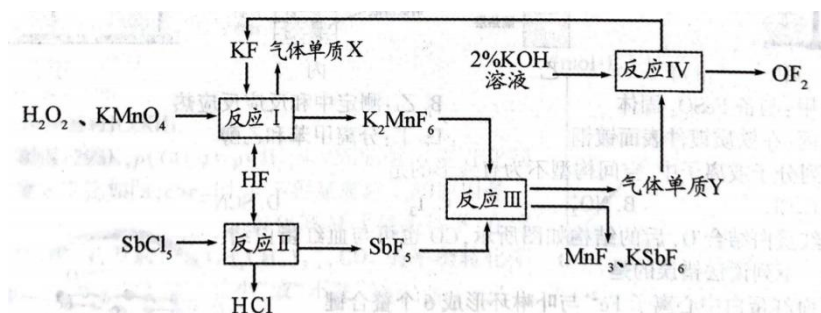 KF 气体单质X
2%KOH
溶液
反应IV
OF₂
H₂O₂、KMnO₄
反应 I
K₂MnF₆
HF
反应Ⅲ
气体单质Y
SbCl₅
反应Ⅱ
SbF₅
MnF₃、KSbF₆
HCl